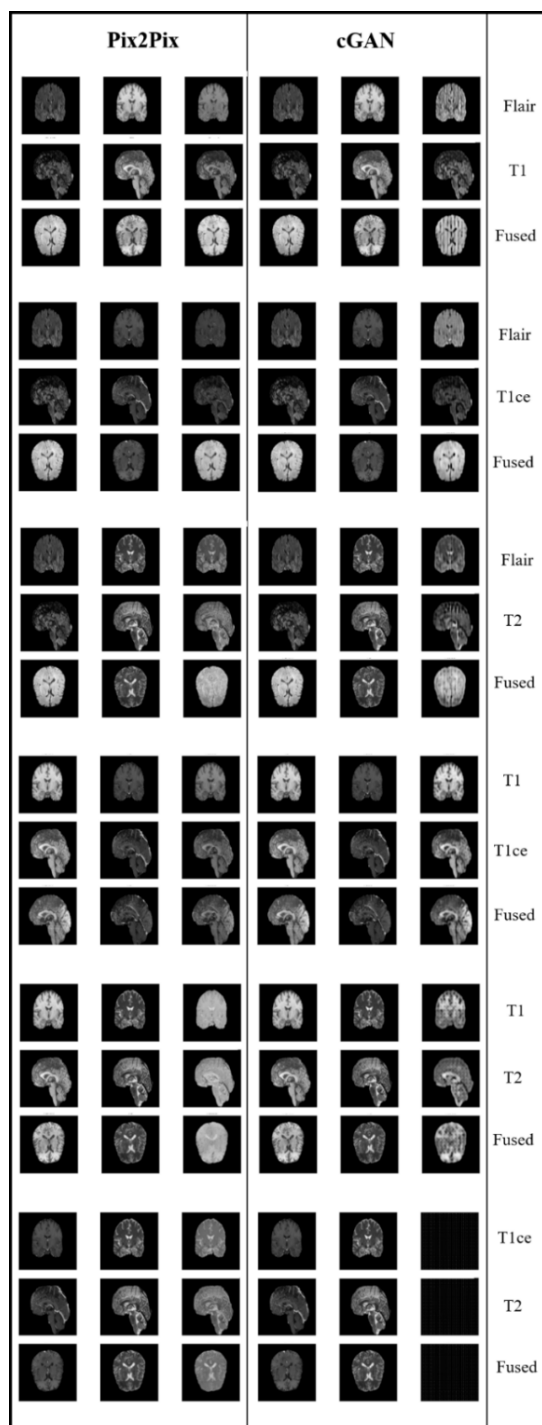 Pix2Pix cGAN
Flair
T1
Fused
Flair
T1ce
Fused
Flair
T2
Fused
T1
T1ce
Fused
T1
T2
Fused
T1ce
T2
Fused